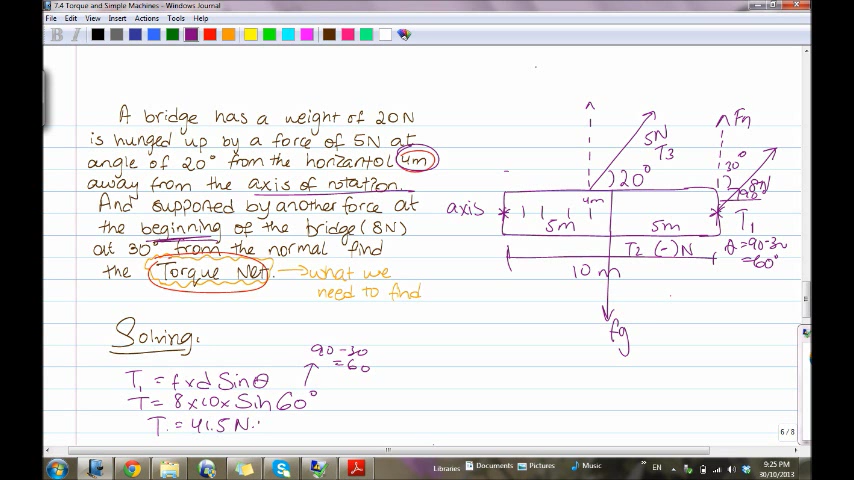 7.4 Torque and Simple Machines - Windows Journal
File Edit View Insert Actions Tools Help
B I
A bridge has a weight of 20N
is hunged up by a force of 5N at
angle of 20° from the horizontol 4m
away from the axis of rotation.
And supported by another force at
the beginning of the bridge (8N)
at 30° from the normal find
the Torque Net. → what we
need to find
Solving:
90-30
=60
T₁ = f x d Sinθ
T = 8 x 10 x Sin 60°
T = 41.5 N.
axis
5N
T3
20°
4m
5m
5m
T2 (-) N
10 m
fg
Fn
30°
8N
90
T1
θ=90-30
=60°
6 / 8
Libraries Documents Pictures Music
EN
9:25 PM
30/10/2013